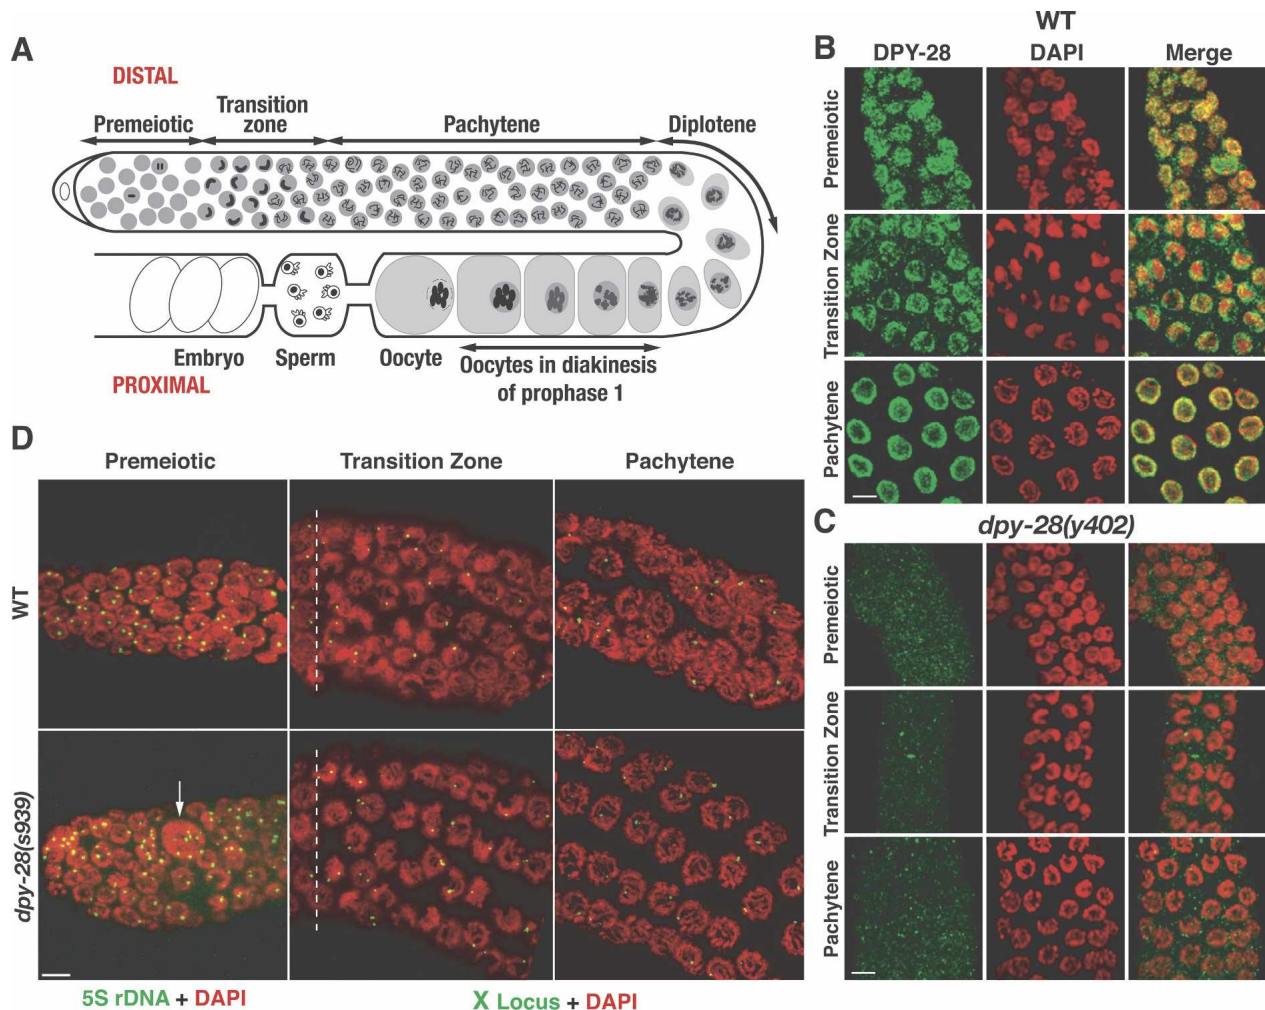 A
DISTAL
Premeiotic
Transition
zone
Pachytene
Diplotene
Embryo
Sperm
Oocyte
Oocytes in diakinesis
of prophase 1
PROXIMAL
WT
B
DPY-28
DAPI
Merge
Premeiotic
Transition Zone
Pachytene
C
dpy-28(y402)
Premeiotic
Transition Zone
Pachytene
D
Premeiotic
Transition Zone
Pachytene
WT
dpy-28(s939)
5S rDNA + DAPI
X Locus + DAPI